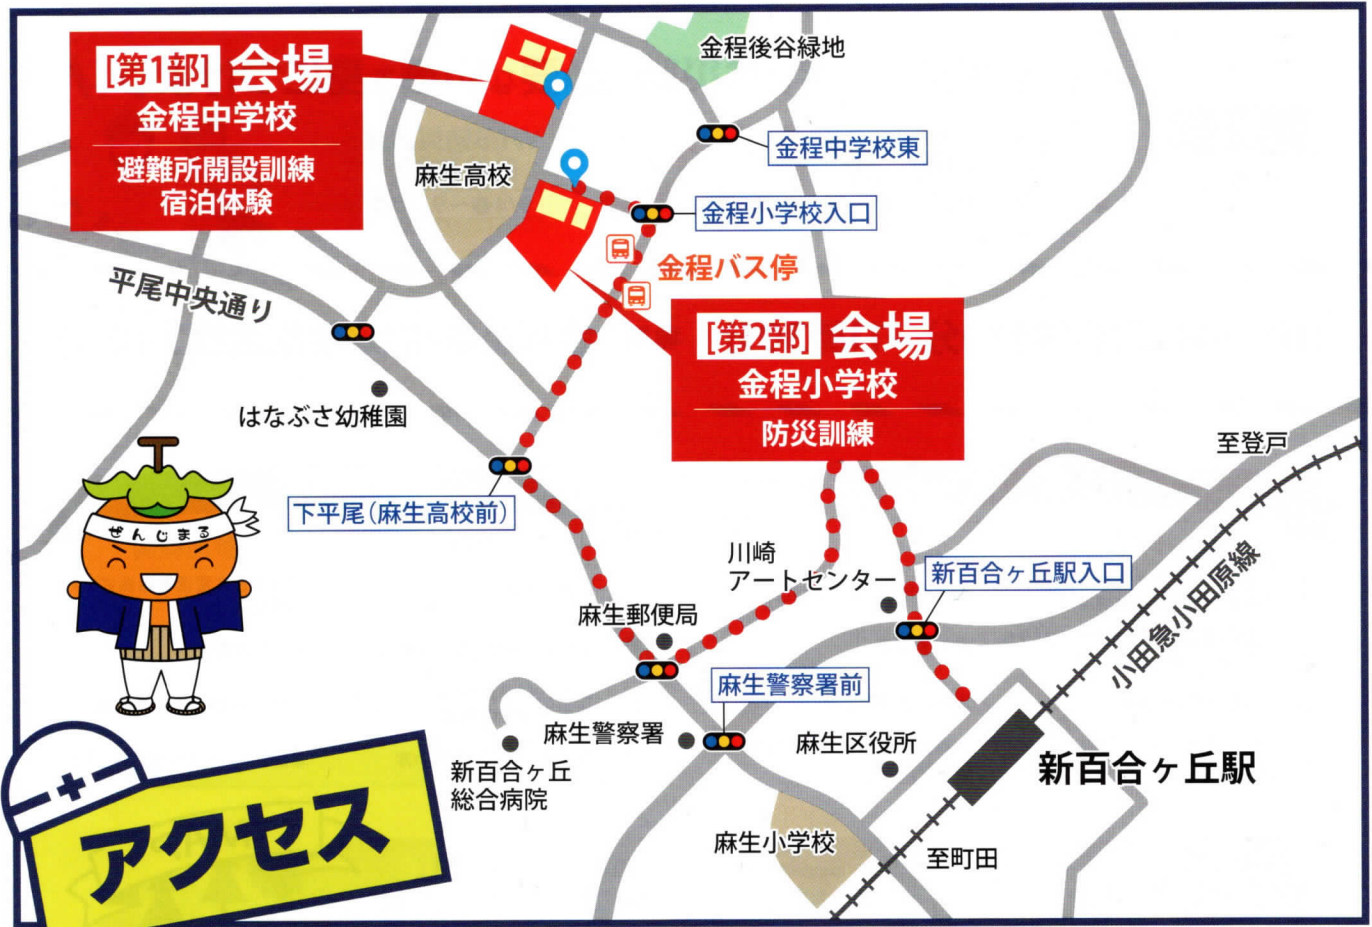 [第1部] 会場
金程中学校
避難所開設訓練
宿泊体験
金程後谷緑地
金程中学校東
麻生高校
金程小学校入口
金程バス停
平尾中央通り
[第2部] 会場
金程小学校
防災訓練
はなぶさ幼稚園
至登戸
下平尾(麻生高校前)
ぜんじまる
川崎
アートセンター
新百合ヶ丘駅入口
小田急小田原線
麻生郵便局
麻生警察署前
麻生警察署
麻生区役所
新百合ヶ丘
総合病院
新百合ヶ丘駅
麻生小学校
至町田
アクセス